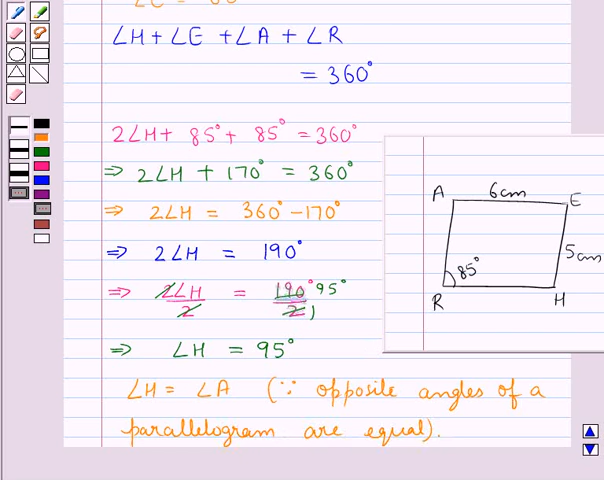 ∠H + ∠E + ∠A + ∠R
= 360°
2∠H + 85° + 85° = 360°
⇒ 2∠H + 170° = 360°
⇒ 2∠H = 360° – 170°
⇒ 2∠H = 190°
⇒ 2∠H/2 = 190°/2 95° 1
⇒ ∠H = 95°
∠H = ∠A (∵ opposite angles of a
parallelogram are equal).
A 6cm E
5cm
85°
R H